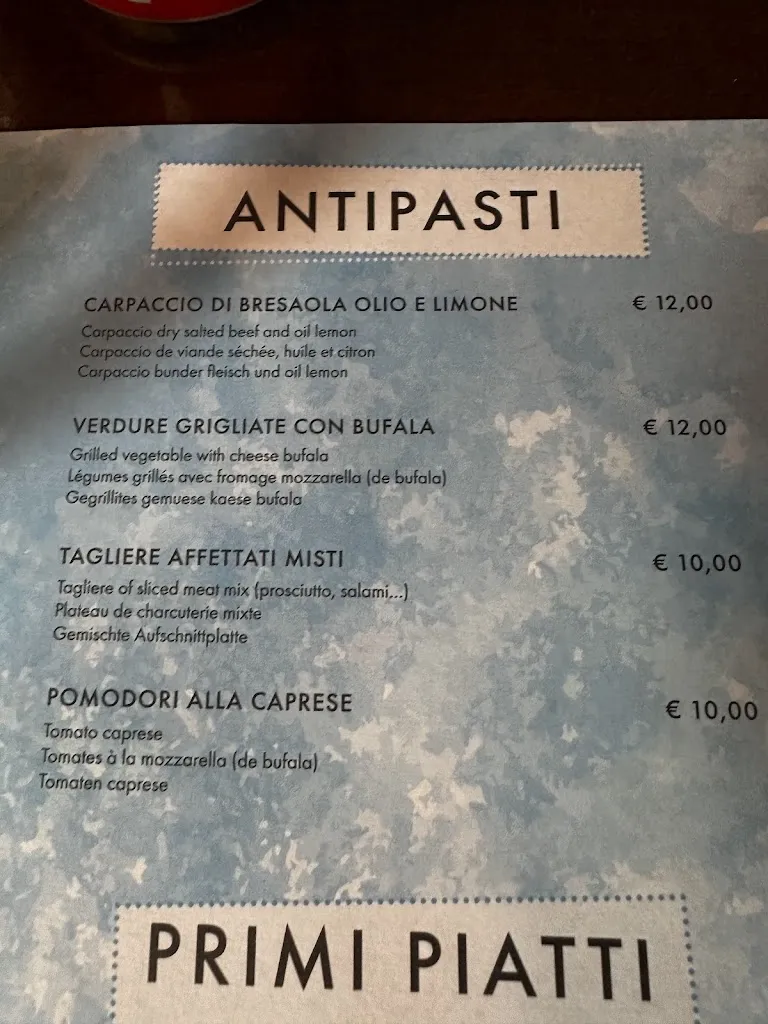 ANTIPASTI
CARPACCIO DI BRESAOLA OLIO E LIMONE € 12,00
Carpaccio dry salted beef and oil lemon
Carpaccio de viande séchée, huile et citron
Carpaccio bunder fleisch und oil lemon
VERDURE GRIGLIATE CON BUFALA € 12,00
Grilled vegetable with cheese bufala
Légumes grillés avec fromage mozzarella (de bufala)
Gegrillites gemuese kaese bufala
TAGLIERE AFFETTATI MISTI € 10,00
Tagliere of sliced meat mix (prosciutto, salami,..)
Plateau de charcuterie mixte
Gemischte Aufschnittplatte
POMODORI ALLA CAPRESE € 10,00
Tomato caprese
Tomates à la mozzarella (de bufala)
Tomaten caprese
PRIMI PIATTI